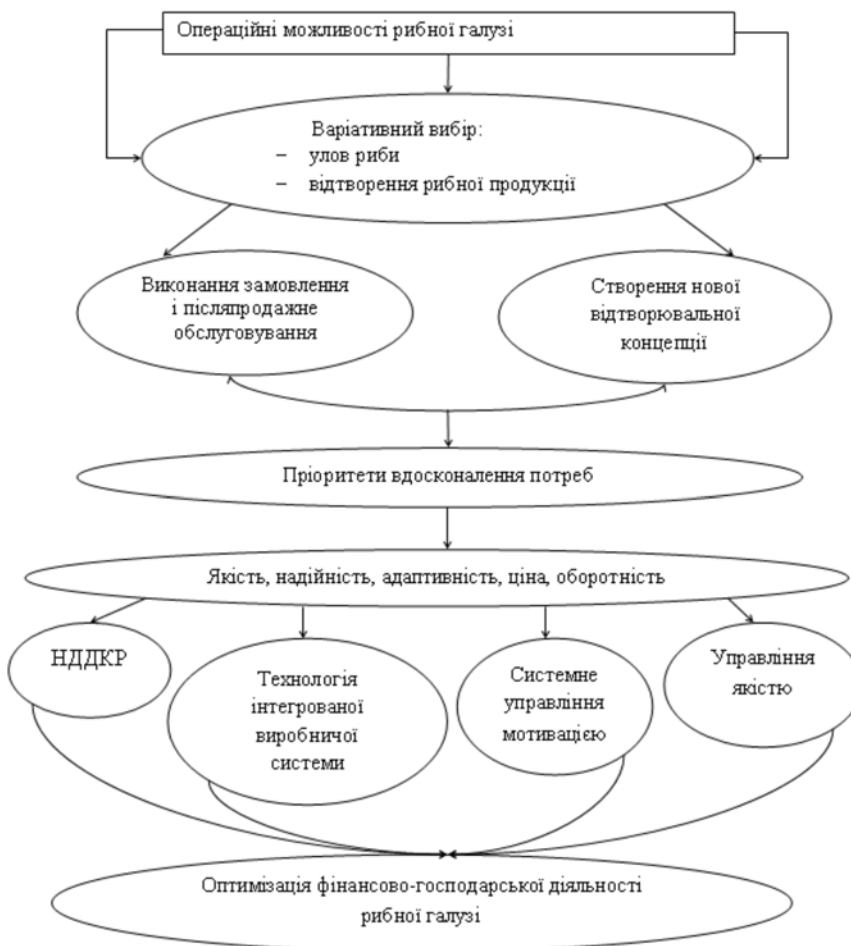 Операційні можливості рибної галузі
Варіативний вибір:
– улов риби
– відтворення рибної продукції
Виконання замовлення
і післяпродажне
обслуговування
Створення нової
відтворювальної
концепції
Пріоритети вдосконалення потреб
Якість, надійність, адаптивність, ціна, оборотність
НДДКР
Технологія
інтегрованої
виробничої
системи
Системне
управління
мотивацією
Управління
якістю
Оптимізація фінансово-господарської діяльності
рибної галузі